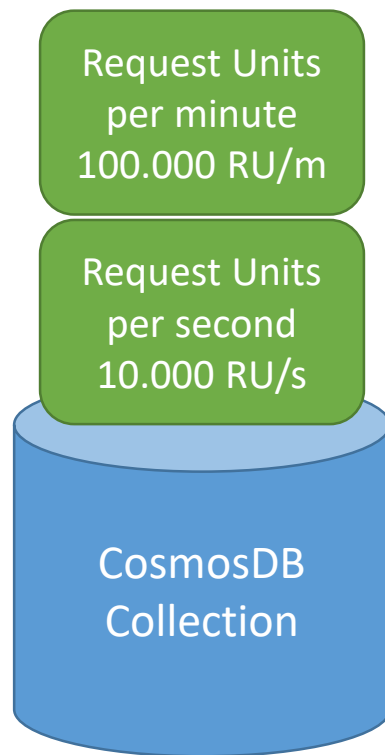 Request Units
per minute
100.000 RU/m
Request Units
per second
10.000 RU/s
CosmosDB
Collection